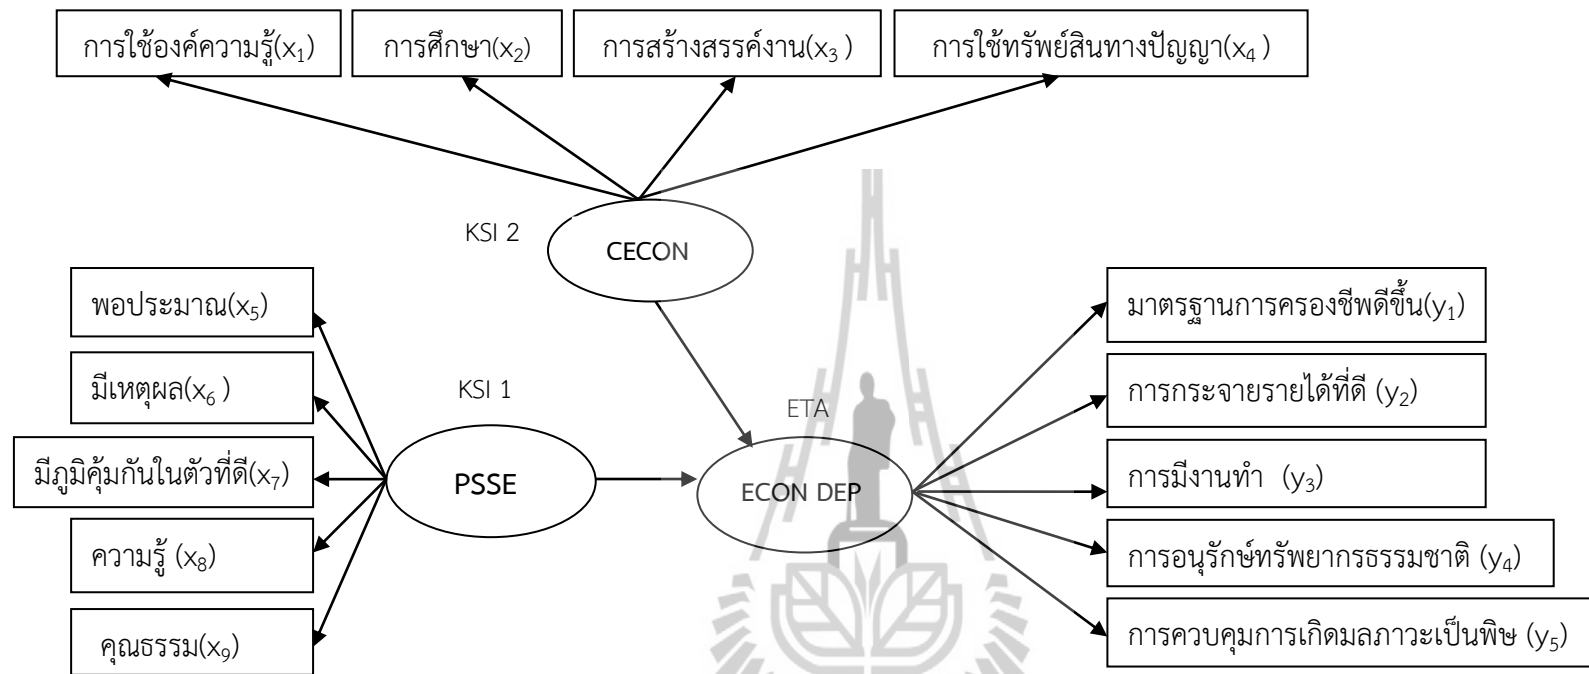 การใช้องค์ความรู้(x₁)
การศึกษา(x₂)
การสร้างสรรค์งาน(x₃)
การใช้ทรัพย์สินทางปัญญา(x₄)
KSI 2
CECON
พอประมาณ(x₅)
มีเหตุผล(x₆)
มีภูมิคุ้มกันในตัวที่ดี(x₇)
ความรู้ (x₈)
คุณธรรม(x₉)
KSI 1
PSSE
ETA
ECON DEP
มาตรฐานการครองชีพดีขึ้น(y₁)
การกระจายรายได้ที่ดี (y₂)
การมีงานทำ (y₃)
การอนุรักษ์ทรัพยากรธรรมชาติ (y₄)
การควบคุมการเกิดมลภาวะเป็นพิษ (y₅)